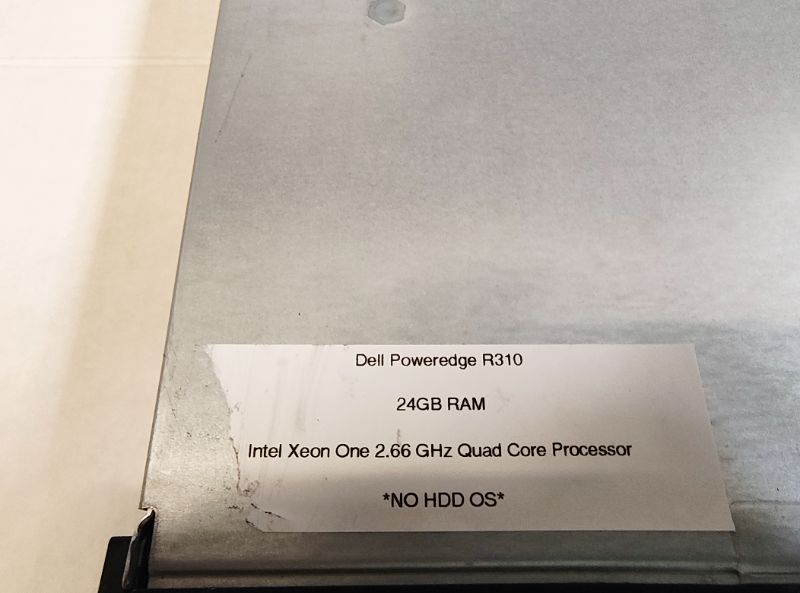 Dell Poweredge R310
24GB RAM
Intel Xeon One 2.66 GHz Quad Core Processor
*NO HDD OS*